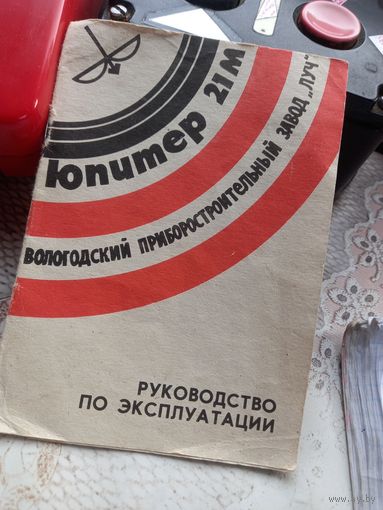 Юпитер 21М
ВОЛОГОДСКИЙ ПРИБОРОСТРОИТЕЛЬНЫЙ ЗАВОД „ЛУЧ“
РУКОВОДСТВО
ПО ЭКСПЛУАТАЦИИ